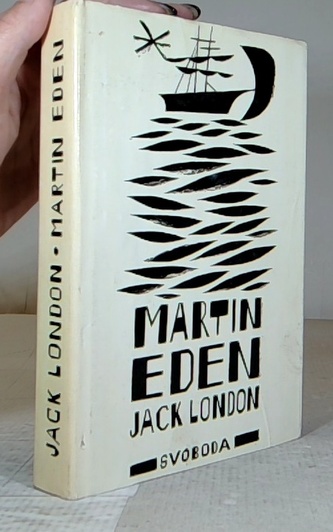 JACK LONDON • MARTIN EDEN
MARTIN
EDEN
JACK LONDON
SVOBODA